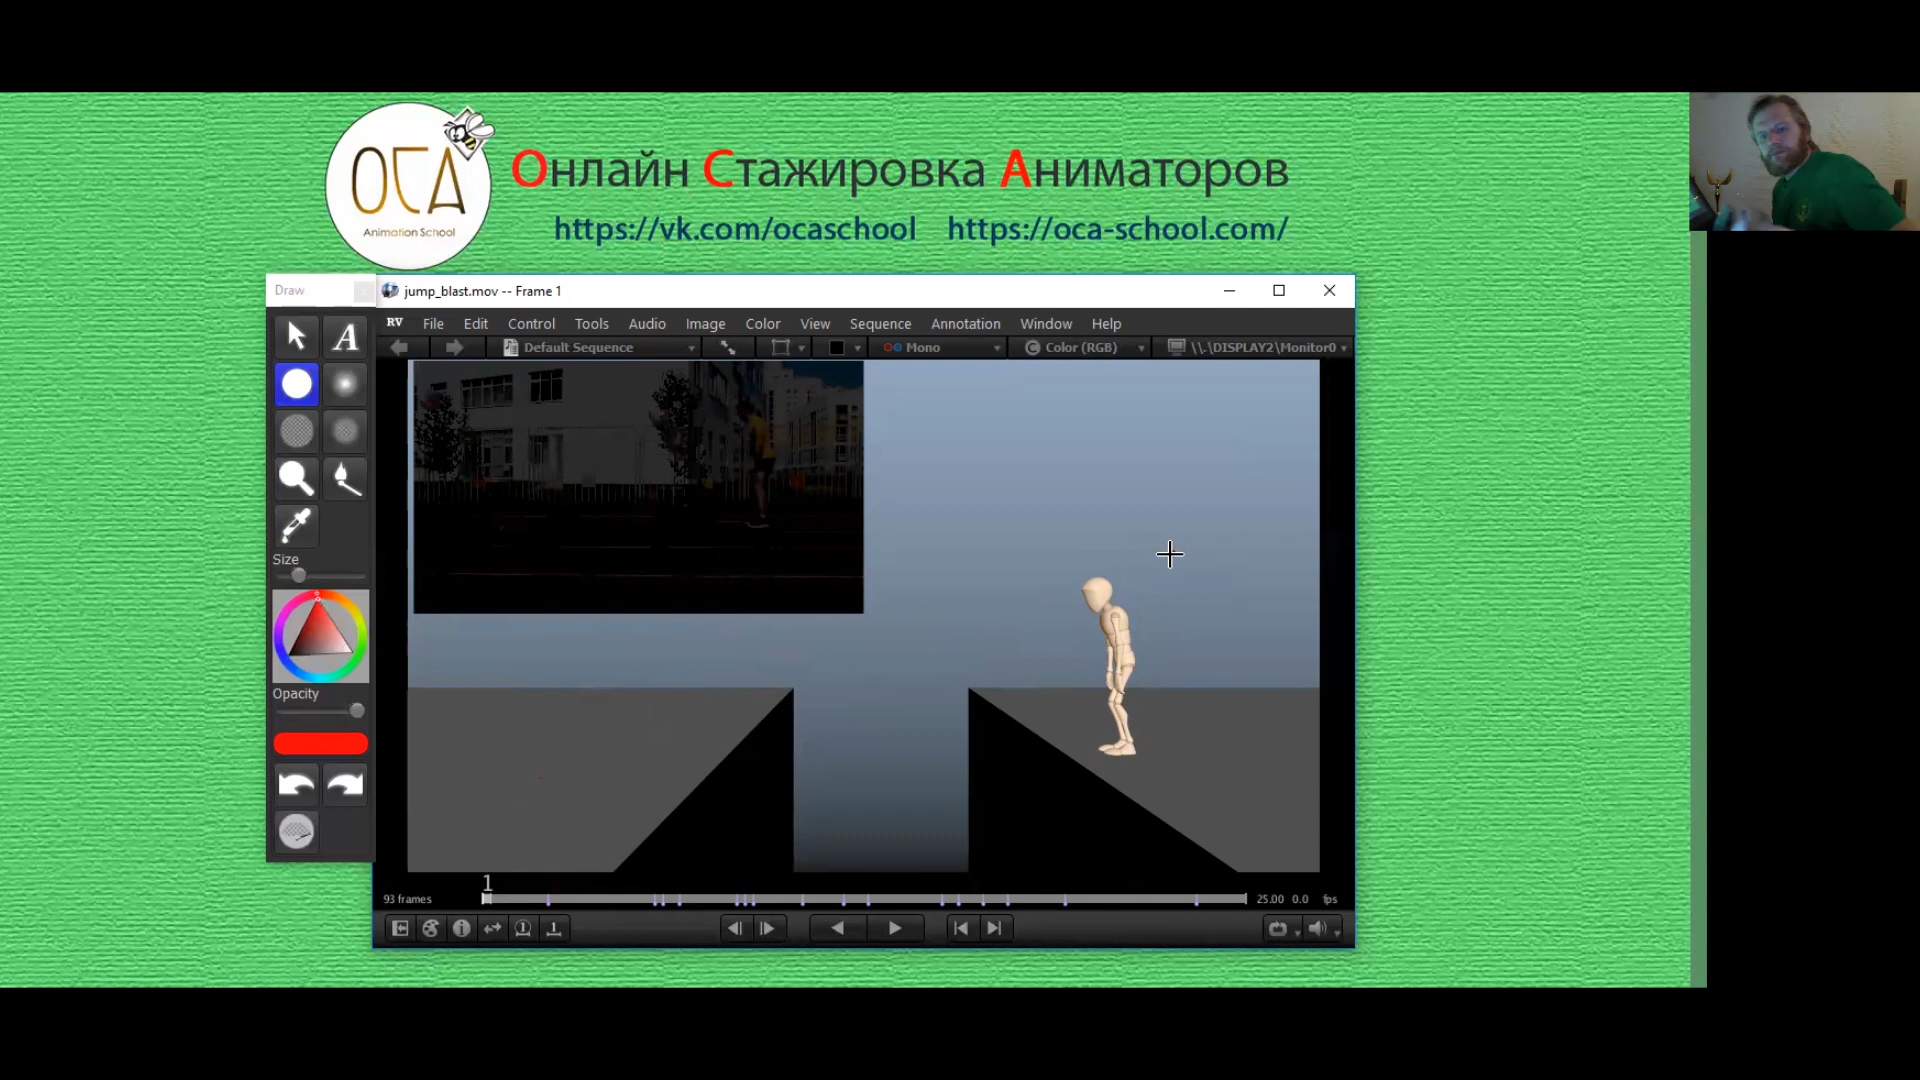 ОСА
Animation School
Онлайн Стажировка Аниматоров
https://vk.com/ocaschool https://oca-school.com/
Draw
jump_blast.mov -- Frame 1
RV File Edit Control Tools Audio Image Color View Sequence Annotation Window Help
Default Sequence Mono Color (RGB) \\.\DISPLAY2\Monitor0
A
Size
Opacity
1
93 frames 25.00 0.0 fps
1 1